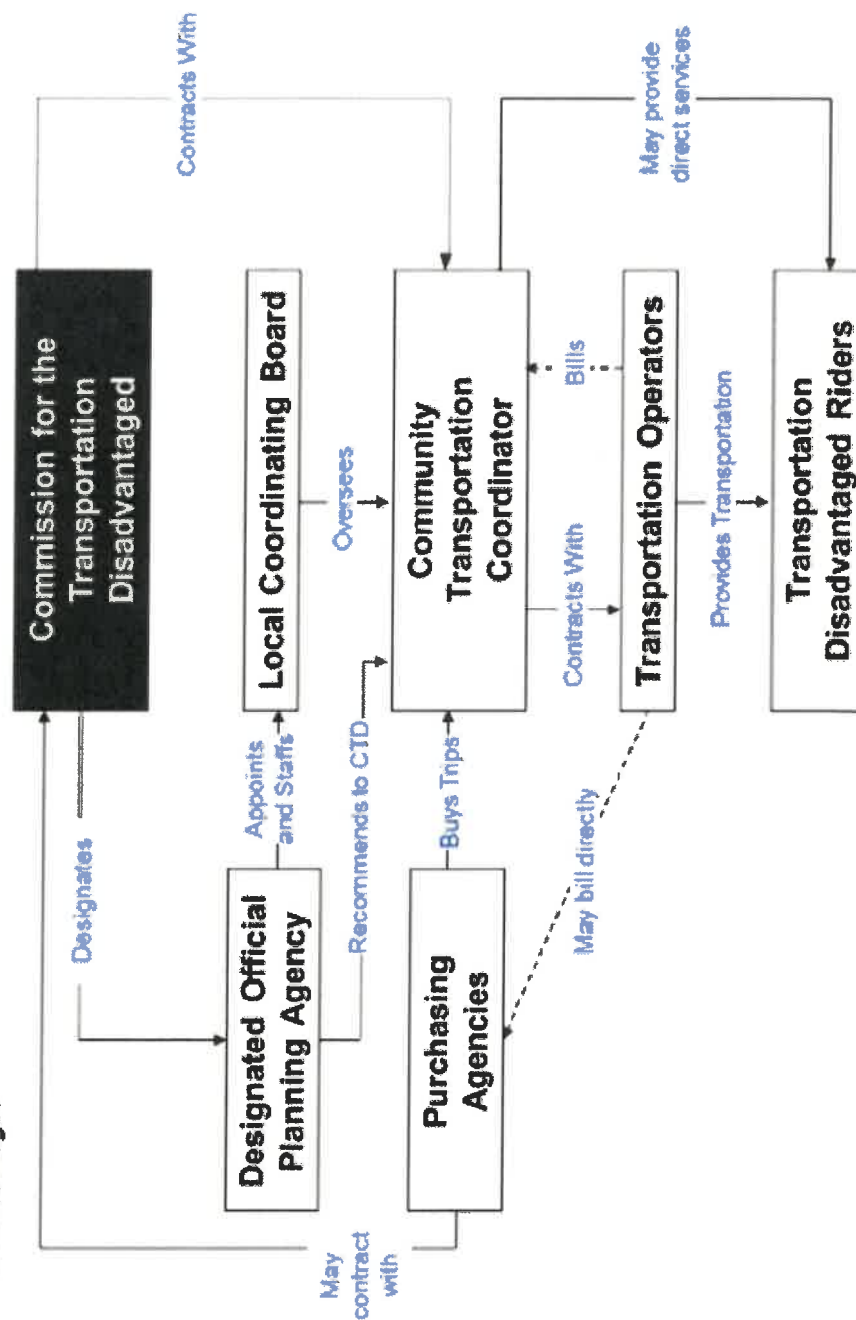 Commission for the
Transportation
Disadvantaged
Contracts With
Designates
Designated Official
Planning Agency
Appoints
and Staffs
Local Coordinating Board
Recommends to CTD
Oversees
May
contract
with
Purchasing
Agencies
Buys Trips
Community
Transportation
Coordinator
Contracts With
Bills
May provide
direct services
May bill directly
Transportation Operators
Provides Transportation
Transportation
Disadvantaged Riders